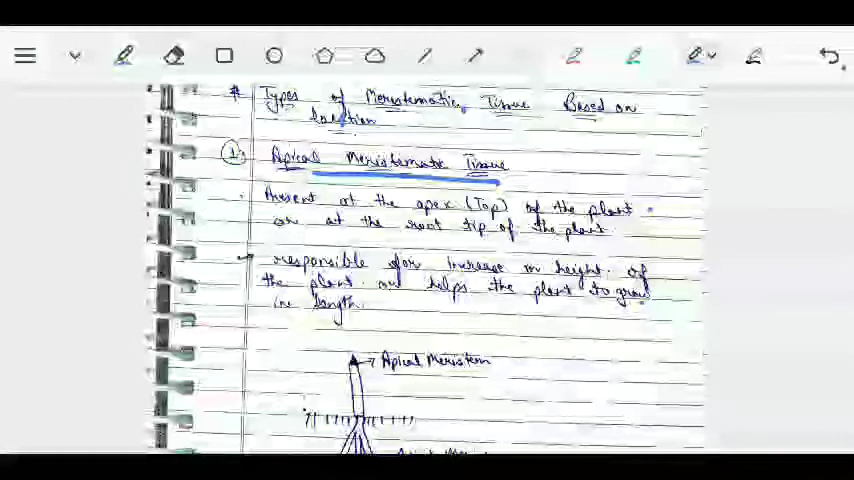 # Types of Meristematic Tissue Based on
location
1. Apical Meristematic Tissue
Present at the apex (Top) of the plant
or at the root tip of the plant.
→ responsible for increase in height of
the plant. helps the plant to grow
in length.
→ Apical Meristem